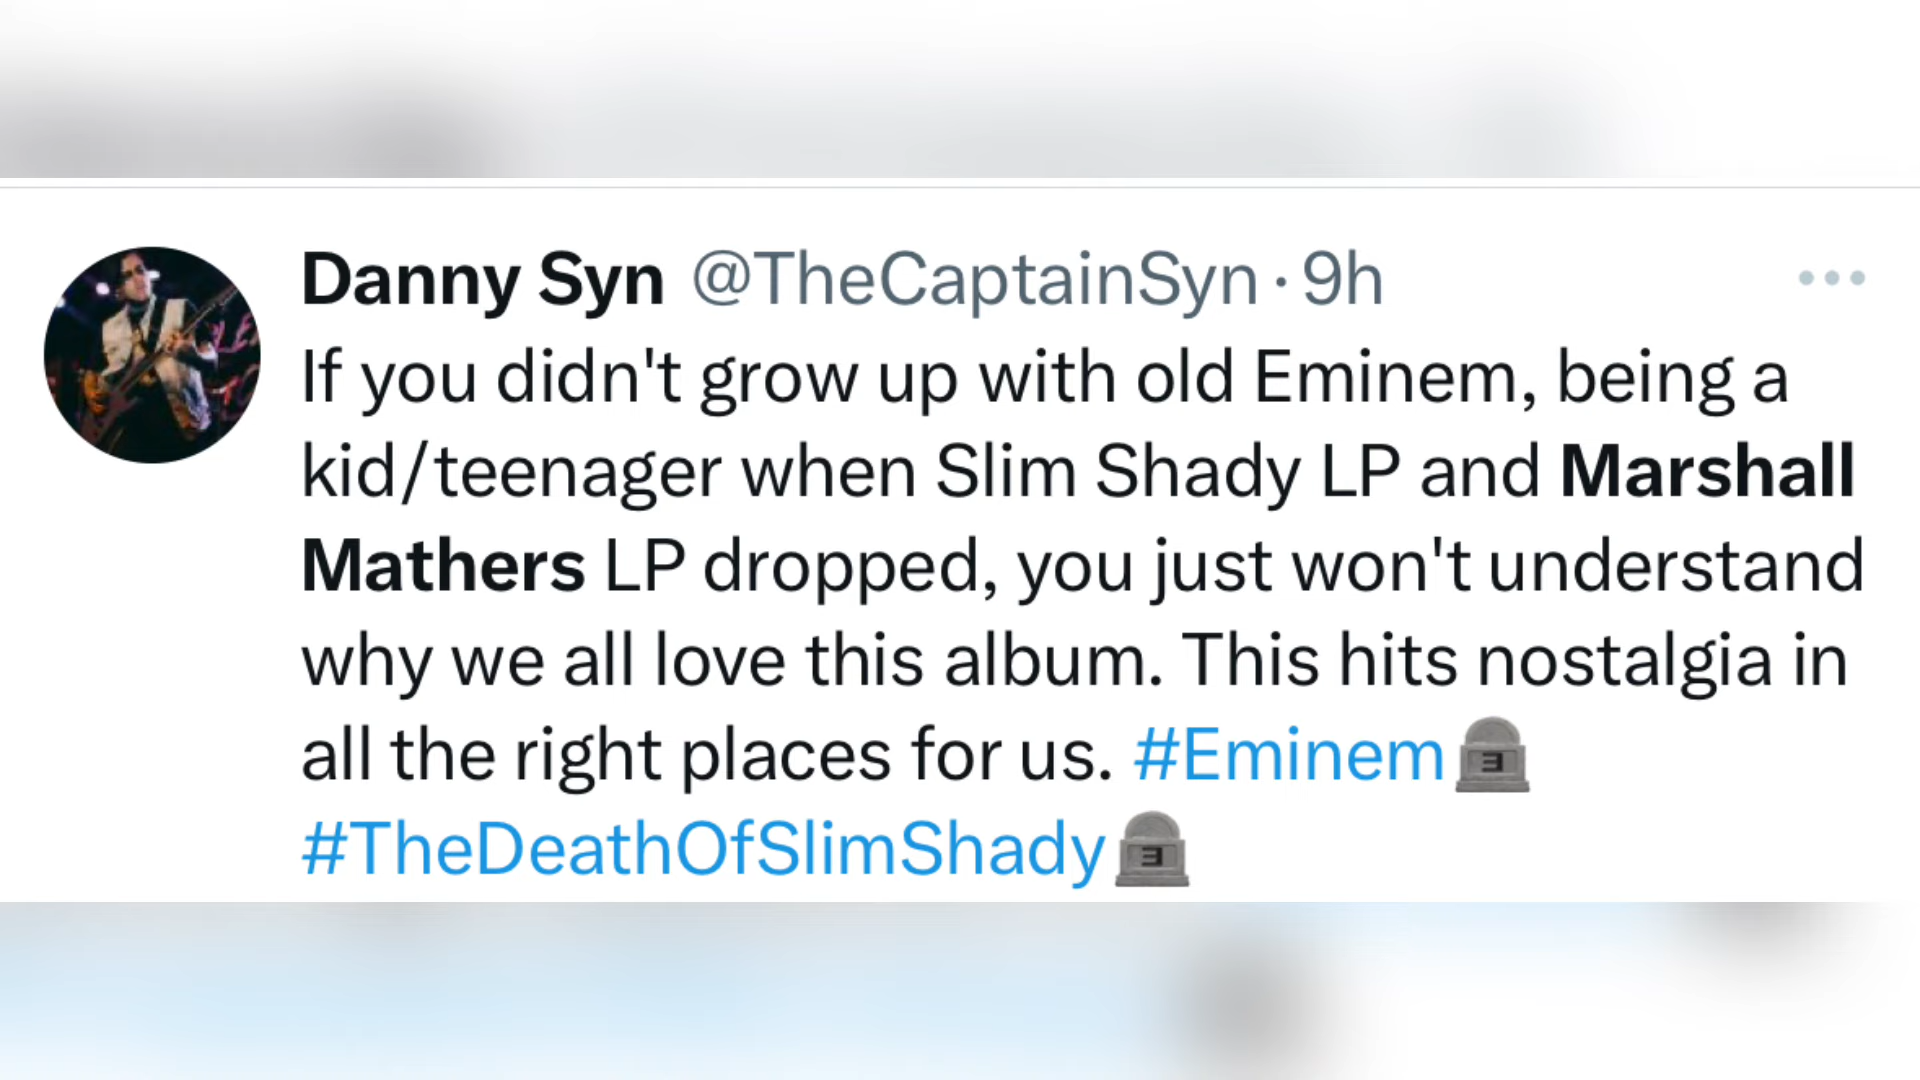 Danny Syn @TheCaptainSyn · 9h
If you didn't grow up with old Eminem, being a
kid/teenager when Slim Shady LP and Marshall
Mathers LP dropped, you just won't understand
why we all love this album. This hits nostalgia in
all the right places for us. #Eminem
#TheDeathOfSlimShady